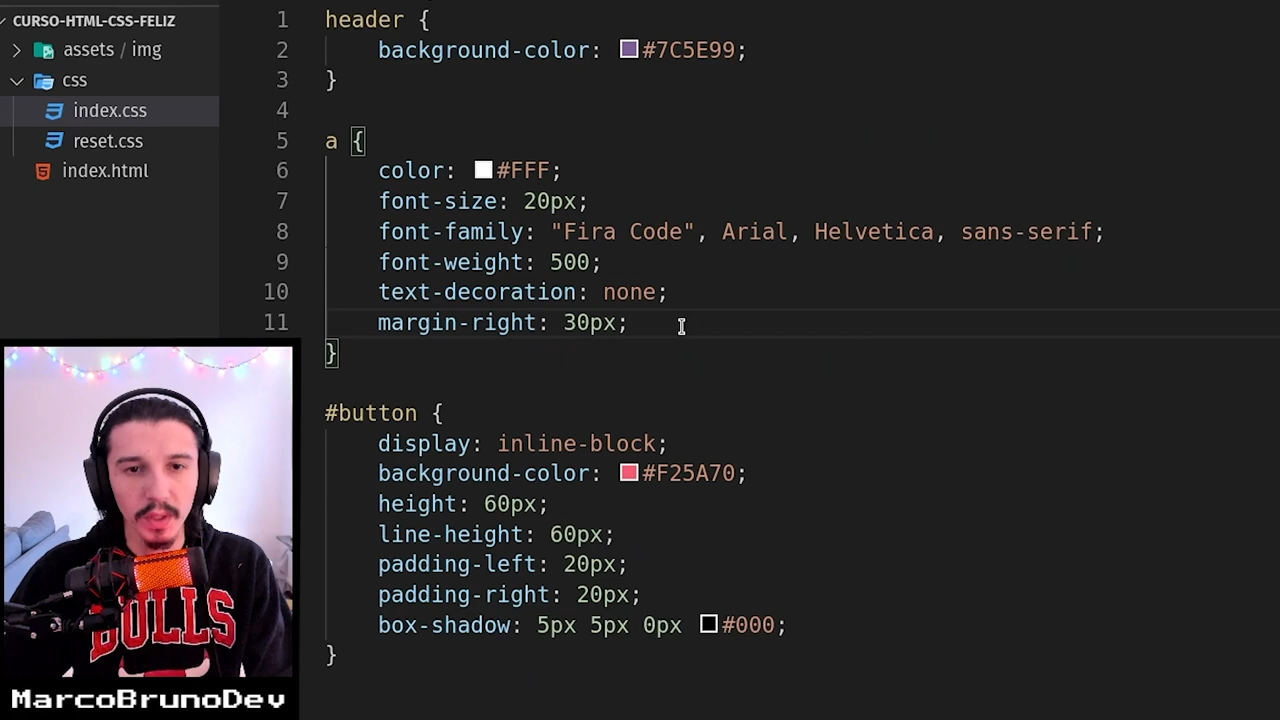 CURSO-HTML-CSS-FELIZ
assets / img
css
index.css
reset.css
index.html
1 header {
2 background-color: #7C5E99;
3 }
4
5 a {
6 color: #FFF;
7 font-size: 20px;
8 font-family: "Fira Code", Arial, Helvetica, sans-serif;
9 font-weight: 500;
10 text-decoration: none;
11 margin-right: 30px;
}
#button {
display: inline-block;
background-color: #F25A70;
height: 60px;
line-height: 60px;
padding-left: 20px;
padding-right: 20px;
box-shadow: 5px 5px 0px #000;
}
BULLS
MarcoBrunoDev